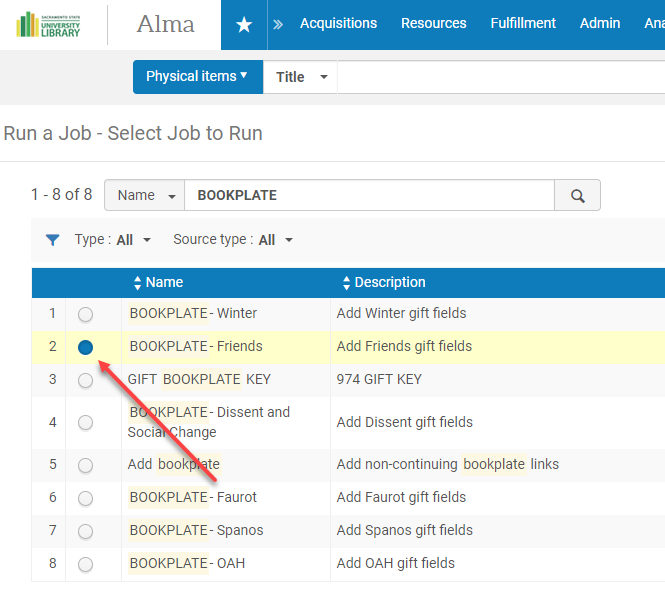 SACRAMENTO STATE
UNIVERSITY
LIBRARY
Alma
Acquisitions Resources Fulfillment Admin Ana
Physical items Title
Run a Job - Select Job to Run
1 - 8 of 8 Name BOOKPLATE
Type : All Source type : All
Name Description
1 BOOKPLATE - Winter Add Winter gift fields
2 BOOKPLATE - Friends Add Friends gift fields
3 GIFT BOOKPLATE KEY 974 GIFT KEY
4 BOOKPLATE - Dissent and
Social Change Add Dissent gift fields
5 Add bookplate Add non-continuing bookplate links
6 BOOKPLATE - Faurot Add Faurot gift fields
7 BOOKPLATE - Spanos Add Spanos gift fields
8 BOOKPLATE - OAH Add OAH gift fields